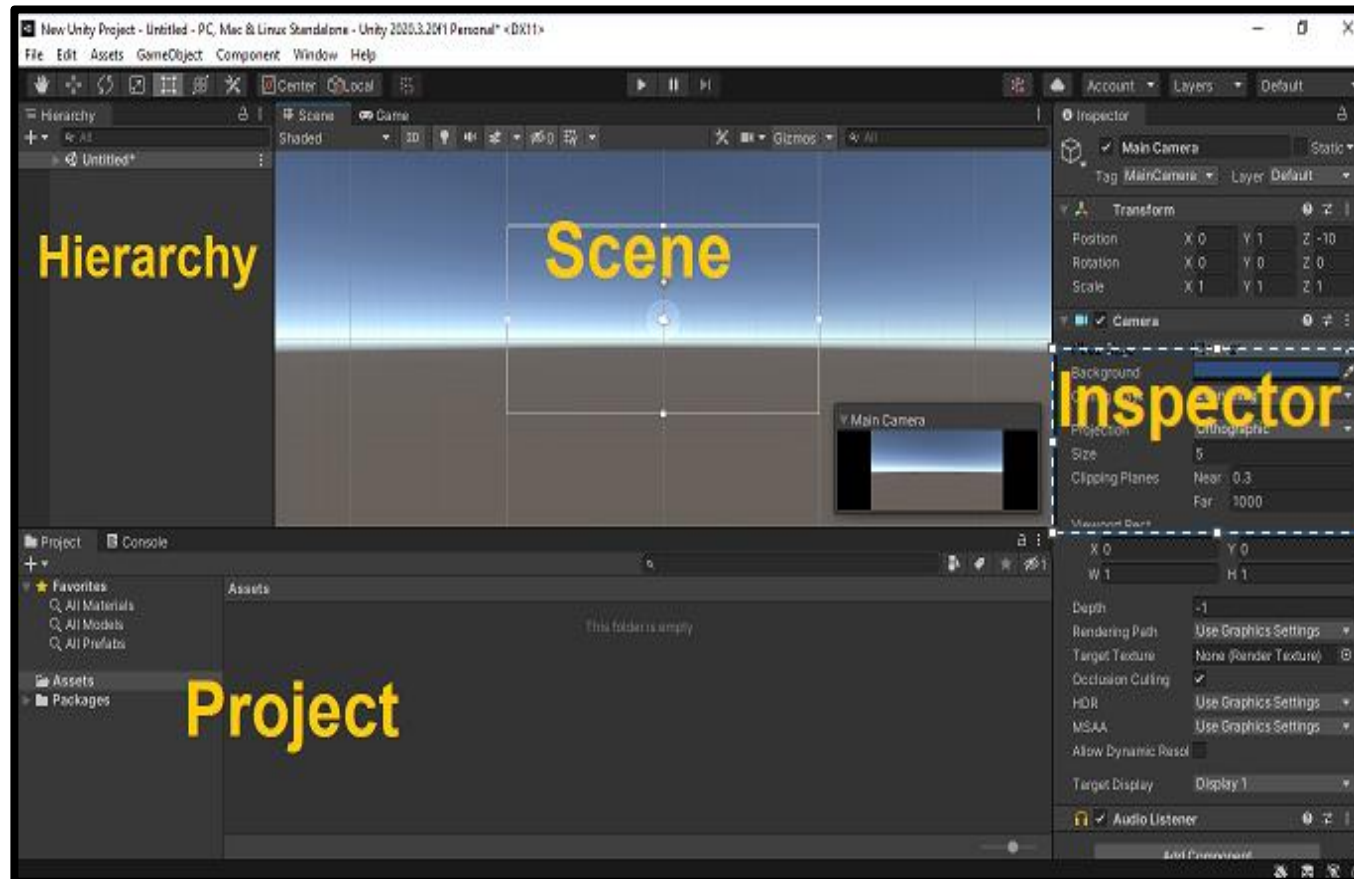 New Unity Project - Untitled - PC, Mac & Linux Standalone - Unity 2020.3.20f1 Personal* <DX11>
File Edit Assets GameObject Component Window Help
Center Local
Account Layers Default
Hierarchy
All
Untitled*
Hierarchy
Scene Game
Shaded 2D 0 Gizmos All
Scene
Main Camera
Inspector
Main Camera Static
Tag MainCamera Layer Default
Transform
Position X 0 Y 1 Z -10
Rotation X 0 Y 0 Z 0
Scale X 1 Y 1 Z 1
Camera
Background
Inspector
Projection Orthographic
Size 5
Clipping Planes Near 0.3
Far 1000
Viewport Rect
X 0 Y 0
W 1 H 1
Depth -1
Rendering Path Use Graphics Settings
Target Texture None (Render Texture)
Occlusion Culling
HDR Use Graphics Settings
MSAA Use Graphics Settings
Allow Dynamic Resol
Target Display Display 1
Audio Listener
Add Component
Project Console
1
Favorites
All Materials
All Models
All Prefabs
Assets
Packages
Assets
This folder is empty
Project